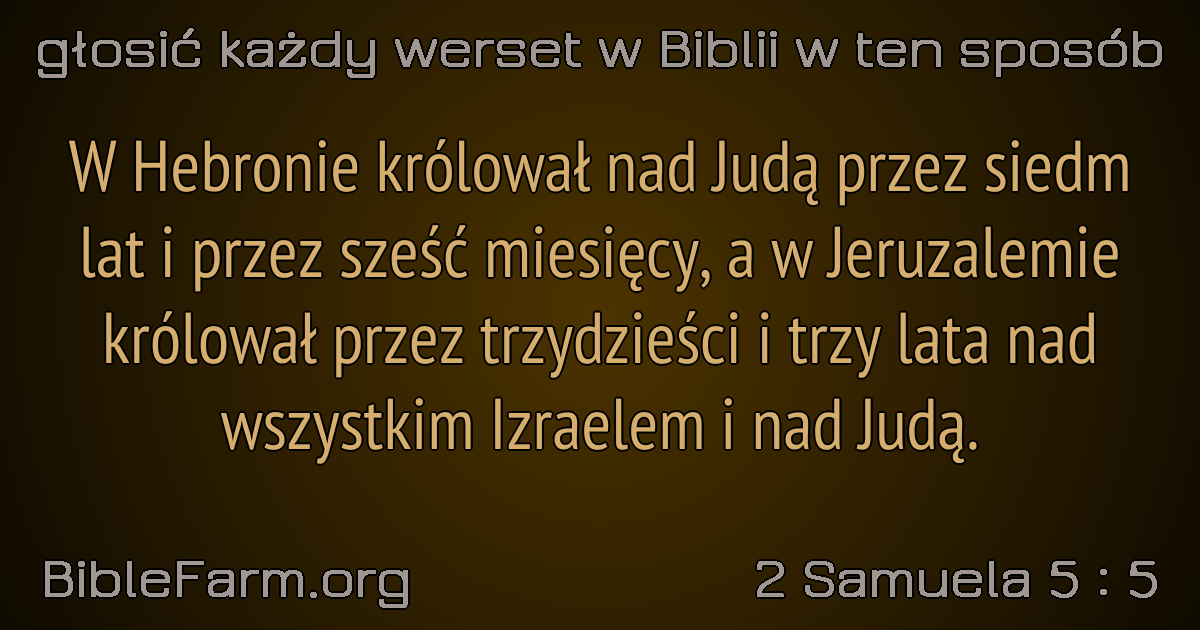 głosić każdy werset w Biblii w ten sposób
W Hebronie królował nad Judą przez siedm
lat i przez sześć miesięcy, a w Jeruzalemie
królował przez trzydzieści i trzy lata nad
wszystkim Izraelem i nad Judą.
BibleFarm.org
2 Samuela 5 : 5